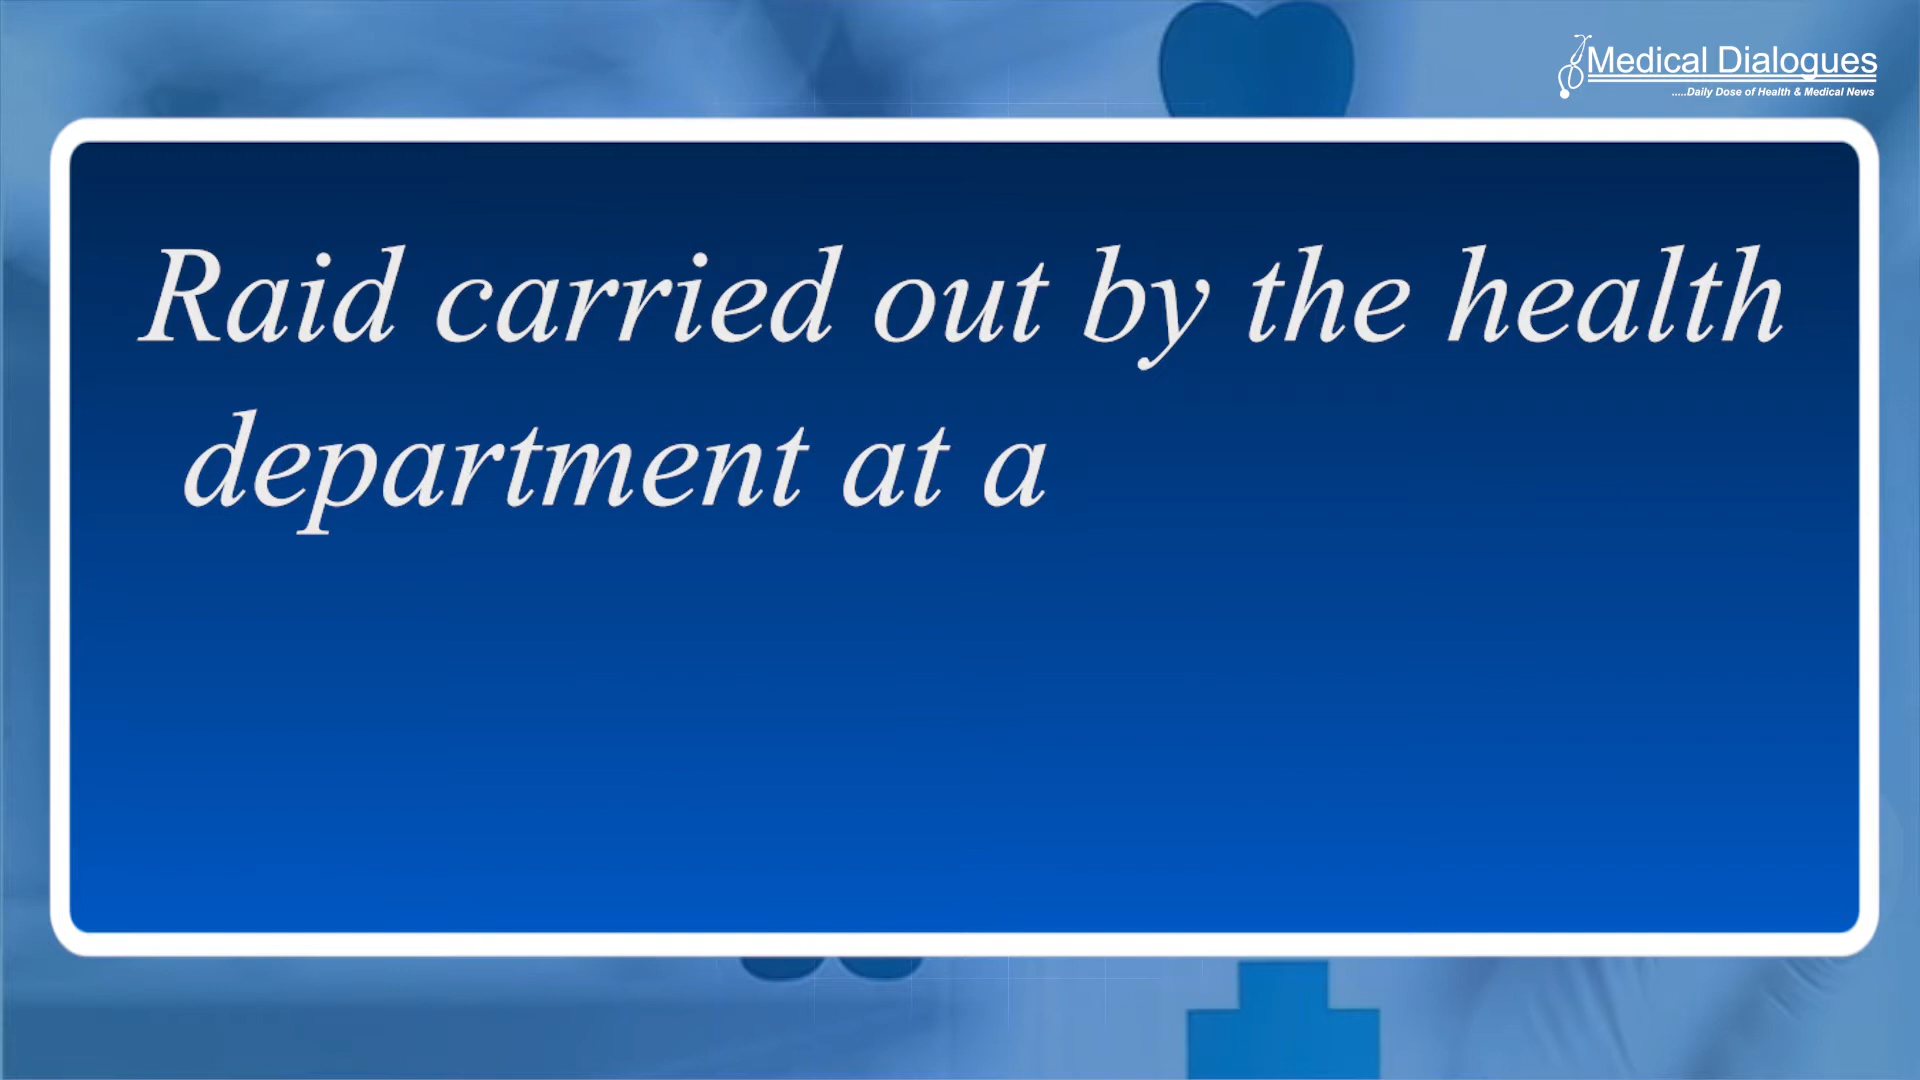 Medical Dialogues
.....Daily Dose of Health & Medical News
Raid carried out by the health
department at a